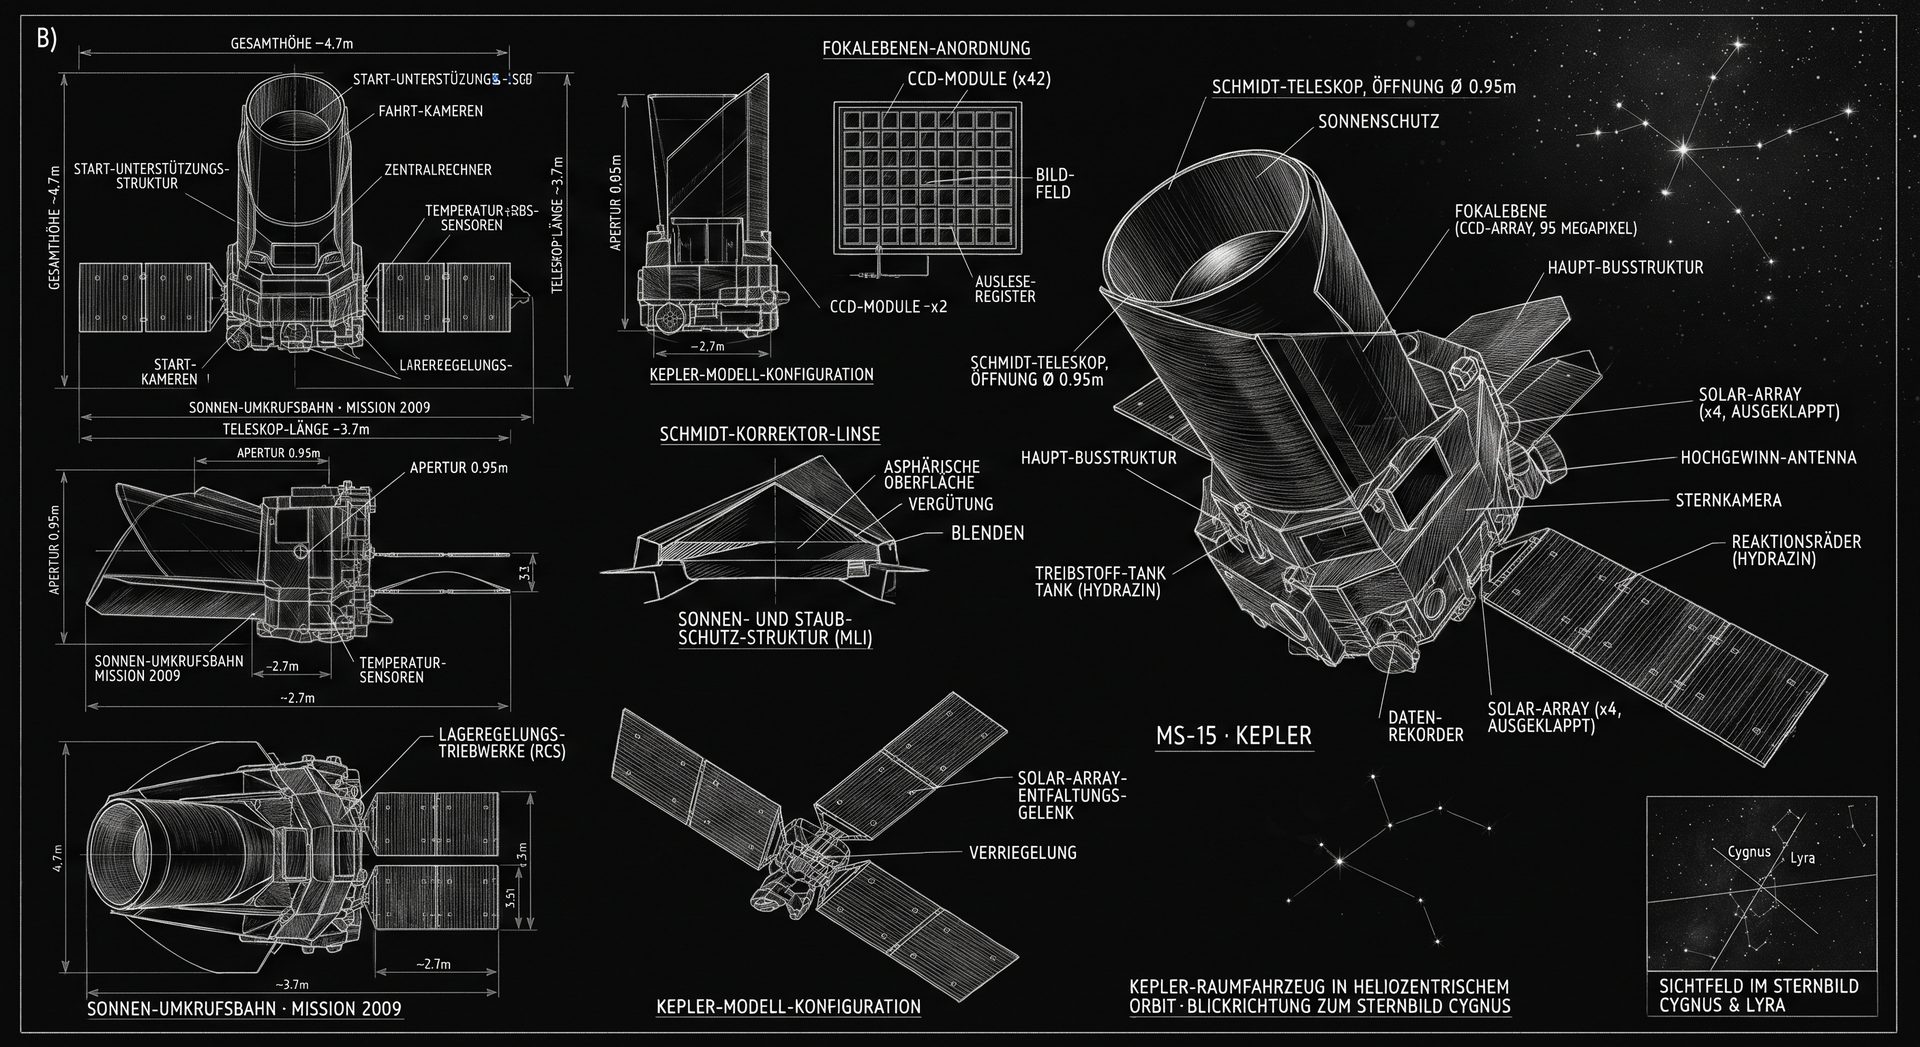 B)
GESAMTHÖHE ~4.7m
START-UNTERSTÜZUNGS-
FAHRT-KAMEREN
START-UNTERSTÜTZUNGS-
STRUKTUR
ZENTRALRECHNER
TEMPERATUR-
SENSOREN
GESAMTHÖHE ~4.7m
TELESKOP LÄNGE ~3.7m
START-
KAMEREN
SONNEN-UMKRUFSBAHN · MISSION 2009
TELESKOP-LÄNGE ~3.7m
APERTUR 0.95m
APERTUR 0.95m
APERTUR 0.95m
33
SONNEN-UMKRUFSBAHN
MISSION 2009
~2.7m
TEMPERATUR-
SENSOREN
~2.7m
LAGEREGELUNGS-
TRIEBWERKE (RCS)
4.7m
~2.7m
~3.7m
SONNEN-UMKRUFSBAHN · MISSION 2009
APERTUR 0.05m
~2,7m
KEPLER-MODELL-KONFIGURATION
FOKALEBENEN-ANORDNUNG
CCD-MODULE (x42)
BILD-
FELD
AUSLESE-
REGISTER
CCD-MODULE -x2
SCHMIDT-KORREKTOR-LINSE
ASPHÄRISCHE
OBERFLÄCHE
VERGÜTUNG
BLENDEN
SONNEN- UND STAUB-
SCHUTZ-STRUKTUR (MLI)
SOLAR-ARRAY-
ENTFALTUNGS-
GELENK
VERRIEGELUNG
KEPLER-MODELL-KONFIGURATION
SCHMIDT-TELESKOP, ÖFFNUNG Ø 0.95m
SONNENSCHUTZ
FOKALEBENE
(CCD-ARRAY, 95 MEGAPIXEL)
HAUPT-BUSSTRUKTUR
SCHMIDT-TELESKOP,
ÖFFNUNG Ø 0.95m
SOLAR-ARRAY
(x4, AUSGEKLAPPT)
HAUPT-BUSSTRUKTUR
HOCHGEWINN-ANTENNA
STERNKAMERA
REAKTIONSRÄDER
(HYDRAZIN)
TREIBSTOFF-TANK
TANK (HYDRAZIN)
DATEN-
REKORDER
SOLAR-ARRAY (x4,
AUSGEKLAPPT)
MS-15 · KEPLER
Cygnus
Lyra
KEPLER-RAUMFAHRZEUG IN HELIOZENTRISCHEM
ORBIT · BLICKRICHTUNG ZUM STERNBILD CYGNUS
SICHTFELD IM STERNBILD
CYGNUS & LYRA